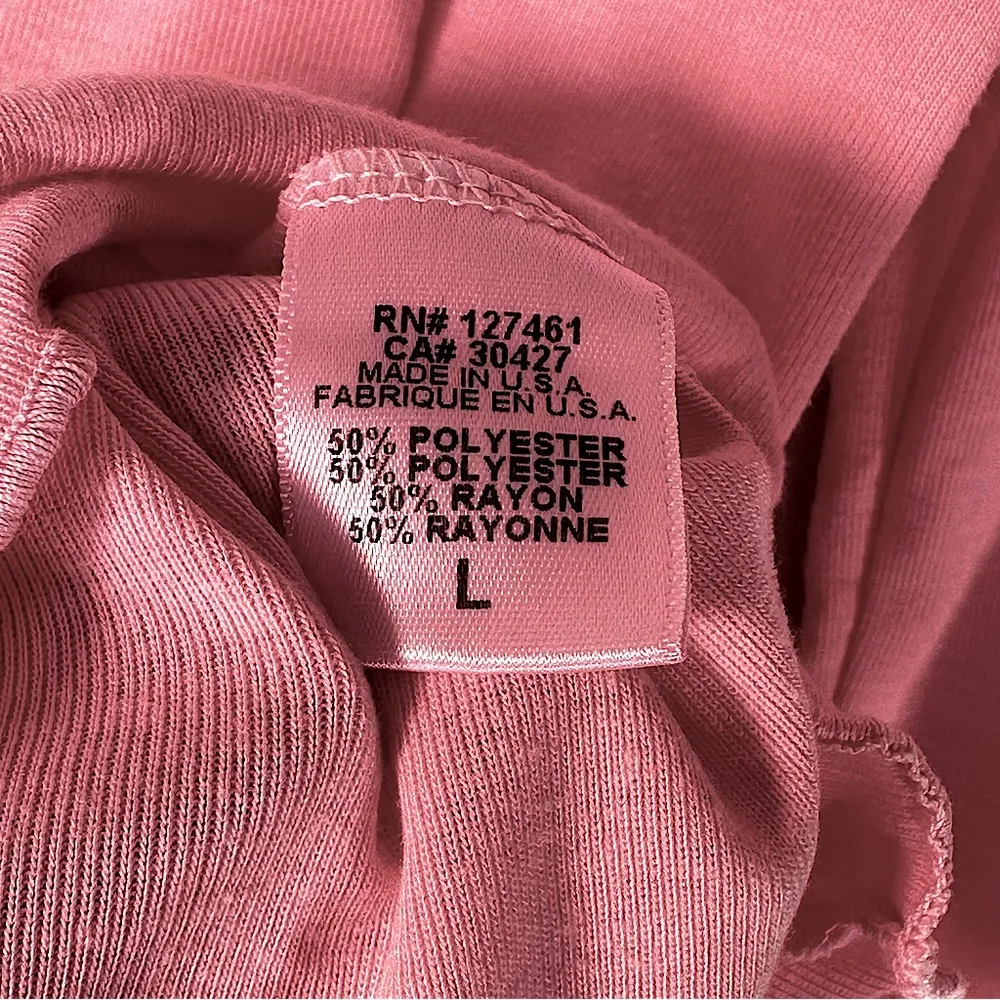 RN# 127461
CA# 30427
MADE IN U.S.A.
FABRIQUE EN U.S.A.
50% POLYESTER
50% POLYESTER
50% RAYON
50% RAYONNE
L